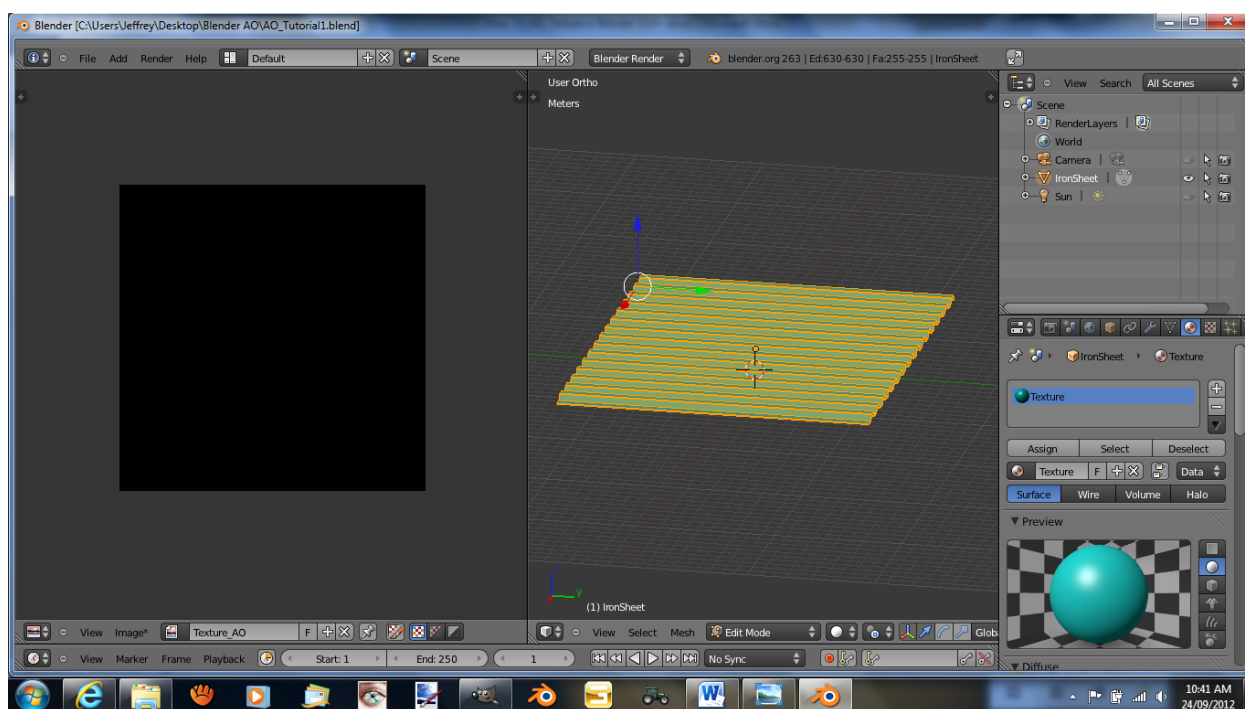 Blender [C:\Users\Jeffrey\Desktop\Blender AO\AO_Tutorial1.blend]
File Add Render Help Default Scene Blender Render blender.org 263 | Ed:630-630 | Fa:255-255 | IronSheet
User Ortho
Meters
View Search All Scenes
Scene
RenderLayers |
World
Camera |
IronSheet |
Sun |
IronSheet Texture
Texture
Assign Select Deselect
Texture F Data
Surface Wire Volume Halo
Preview
y
(1) IronSheet
View Image* Texture_AO F
View Select Mesh Edit Mode Glob
View Marker Frame Playback Start: 1 End: 250 1 No Sync
Diffuse
10:41 AM
24/09/2012